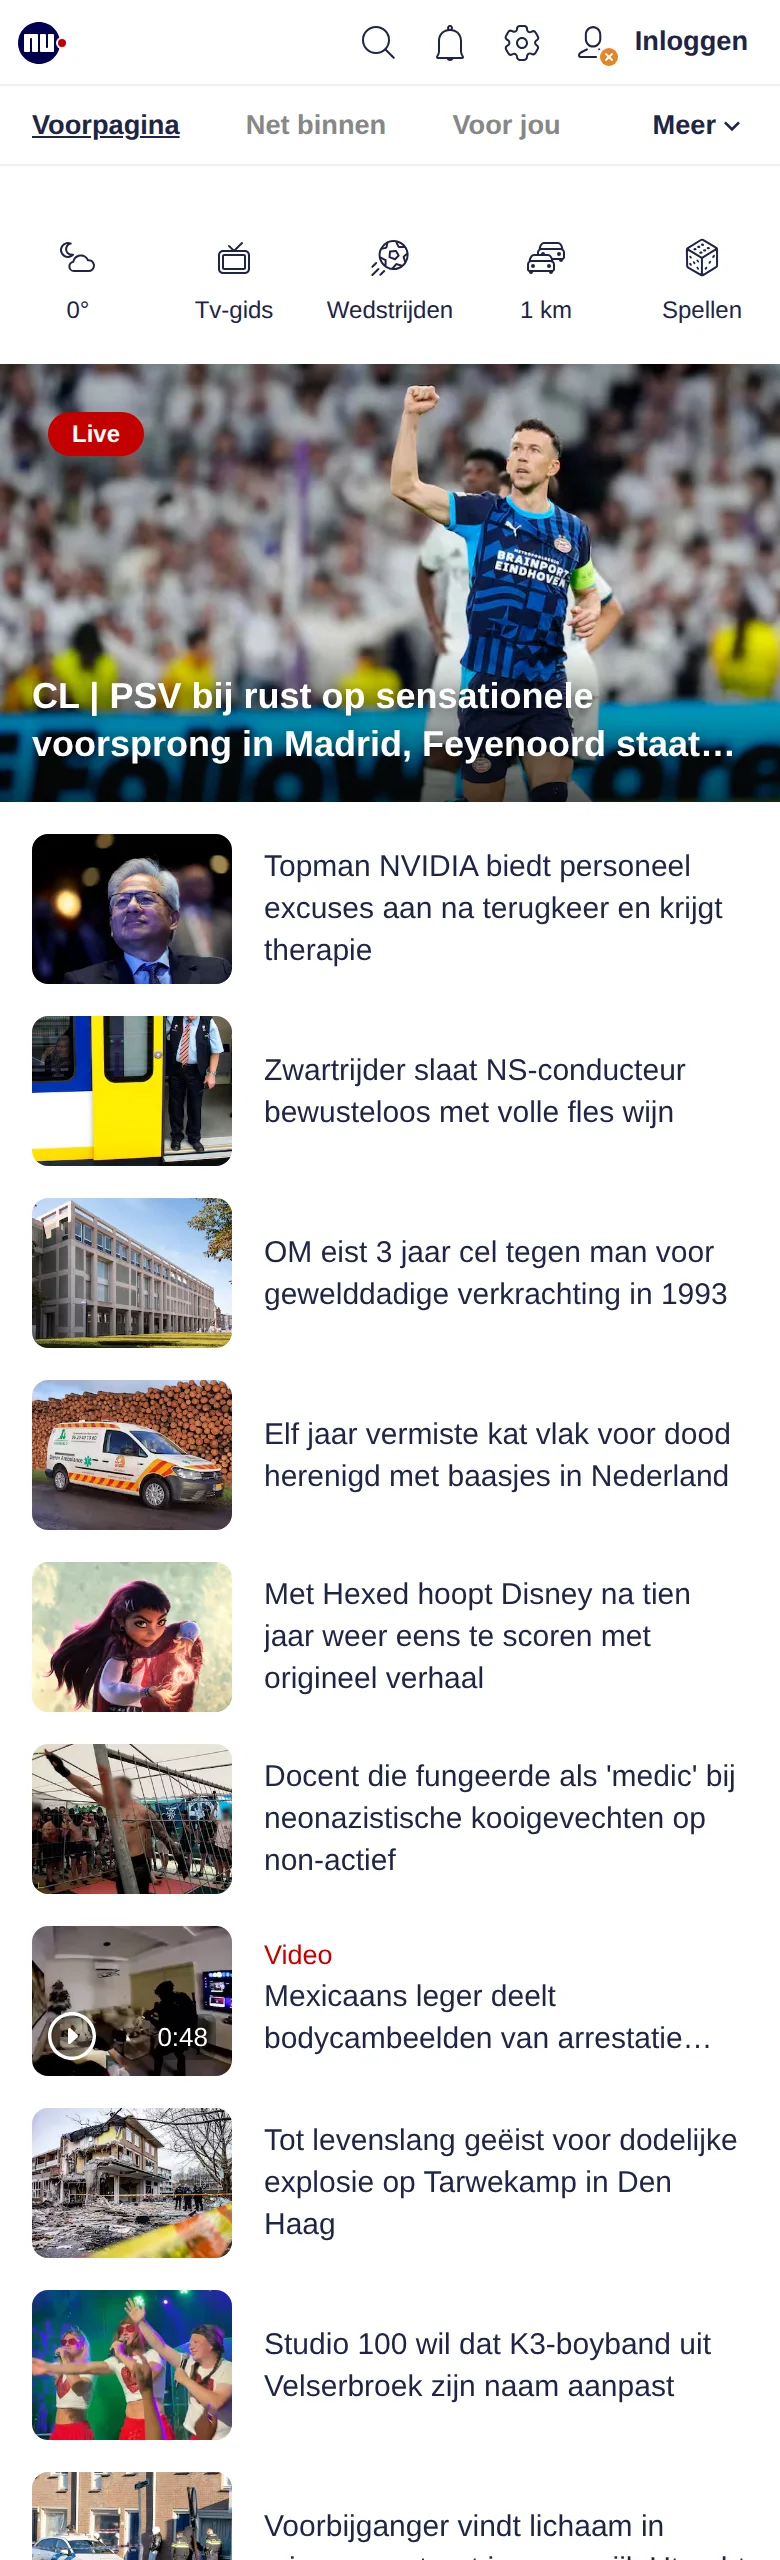 nu
Inloggen
Voorpagina
Net binnen
Voor jou
Meer
0°
Tv-gids
Wedstrijden
1 km
Spellen
Live
METROPOOLREGIO
BRAINPORT
EINDHOVEN
CL | PSV bij rust op sensationele
voorsprong in Madrid, Feyenoord staat…
Topman NVIDIA biedt personeel
excuses aan na terugkeer en krijgt
therapie
Zwartrijder slaat NS-conducteur
bewusteloos met volle fles wijn
OM eist 3 jaar cel tegen man voor
gewelddadige verkrachting in 1993
Elf jaar vermiste kat vlak voor dood
herenigd met baasjes in Nederland
Met Hexed hoopt Disney na tien
jaar weer eens te scoren met
origineel verhaal
Docent die fungeerde als 'medic' bij
neonazistische kooigevechten op
non-actief
Video
Mexicaans leger deelt
bodycambeelden van arrestatie…
0:48
Tot levenslang geëist voor dodelijke
explosie op Tarwekamp in Den
Haag
Studio 100 wil dat K3-boyband uit
Velserbroek zijn naam aanpast
Voorbijganger vindt lichaam in